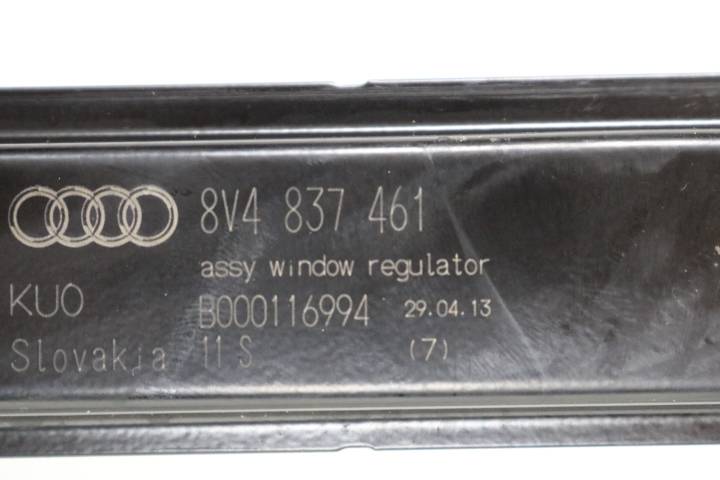 8V4 837 461
assy window regulator
KUO B000116994 29.04.13
Slovakia 11 S (7)